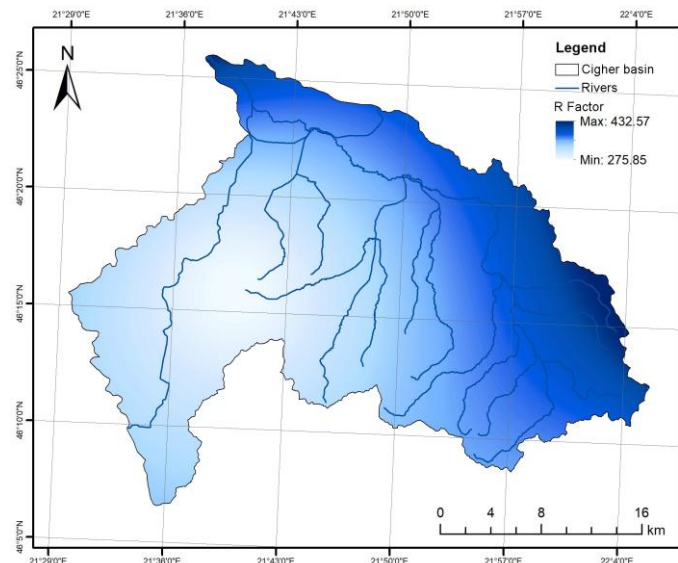 21°29'0"E 21°36'0"E 21°43'0"E 21°50'0"E 21°57'0"E 22°4'0"E
N
Legend
Cigher basin
Rivers
R Factor
Max: 432.57
Min: 275.85
46°25'0"N
46°20'0"N
46°15'0"N
46°10'0"N
46°5'0"N
0 4 8 16
km
21°29'0"E 21°36'0"E 21°43'0"E 21°50'0"E 21°57'0"E 22°4'0"E